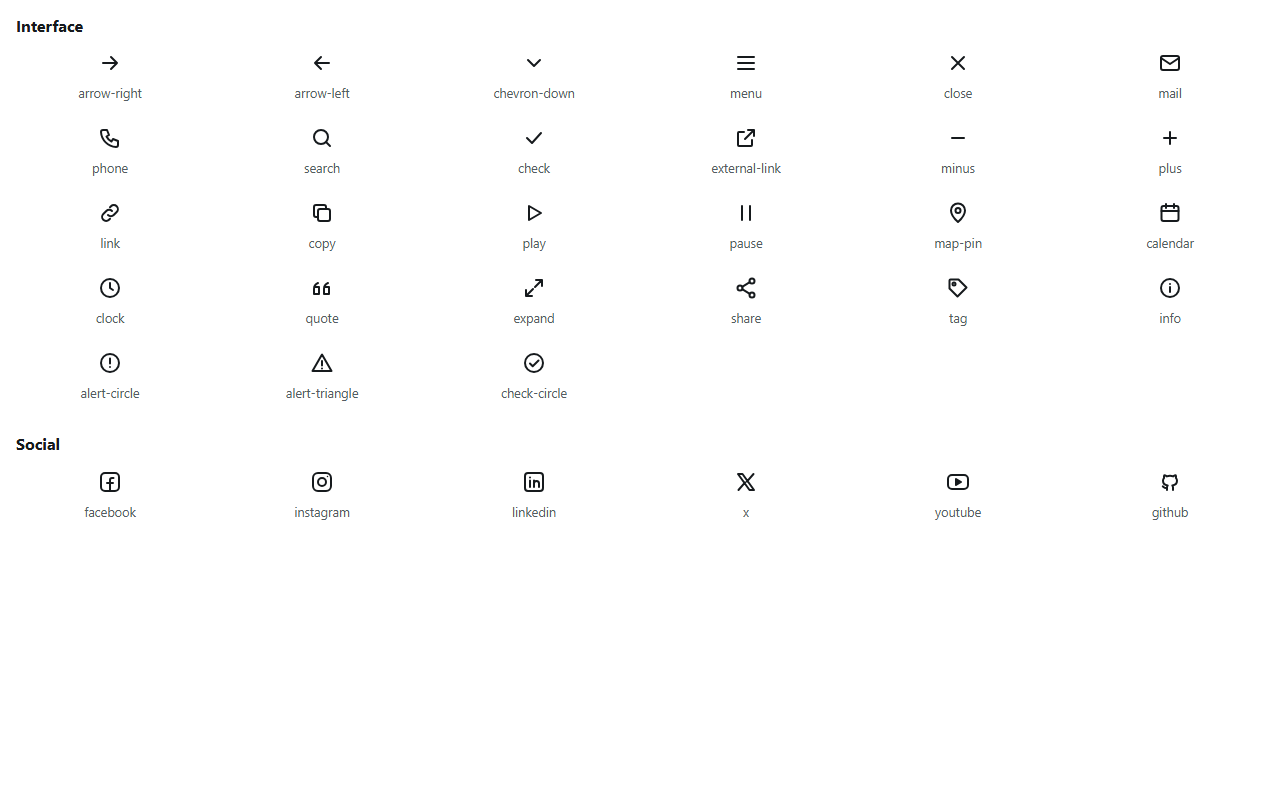 Interface
arrow-right arrow-left chevron-down menu close mail
phone search check external-link minus plus
link copy play pause map-pin calendar
clock quote expand share tag info
alert-circle alert-triangle check-circle
Social
facebook instagram linkedin x youtube github